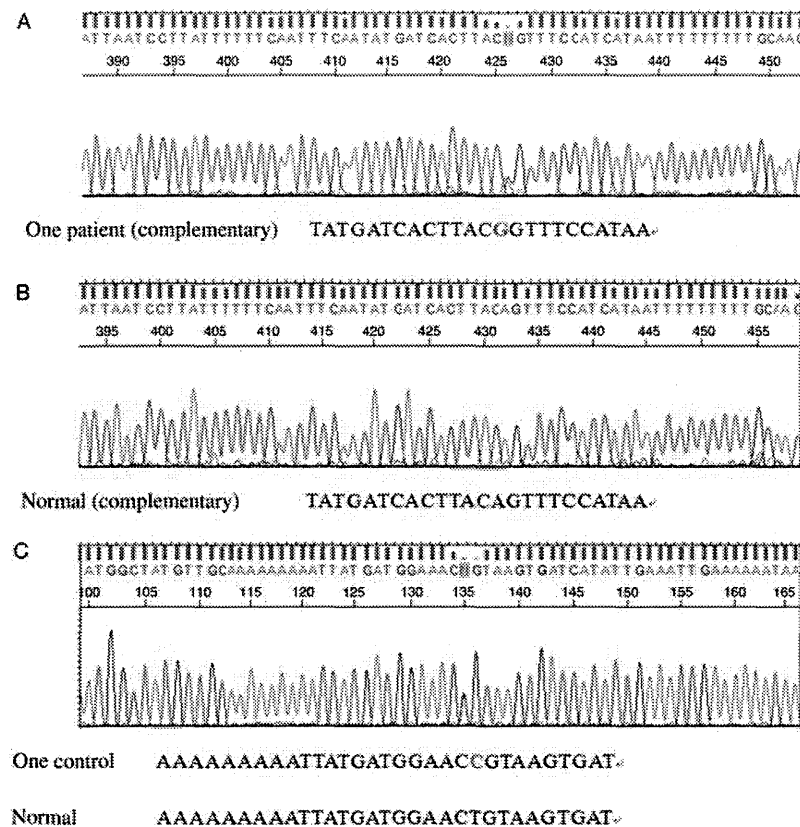 A
ATTAATCCTTATTTTTTCAATTTCAATATGATCACTTACNGTTTCCATCATAATTTTTTTTTGCAAC
390 395 400 405 410 415 420 425 430 435 440 445 450
One patient (complementary) TATGATCACTTACGGTTTCCATAA
B
ATTAATCCTTATTTTTTCAATTTCAATATGATCACTTACAGTTTCCATCATAATTTTTTTTTGCAAC
395 400 405 410 415 420 425 430 435 440 445 450 455
Normal (complementary) TATGATCACTTACAGTTTCCATAA
C
ATGGCTATGTTGCAAAAAAAAATTATGATGGAACNGTAAGTGATCATATTGAAATTGAAAAAATAA
100 105 110 115 120 125 130 135 140 145 150 155 160 165
One control AAAAAAAAATTATGATGGAACCGTAAGTGAT
Normal AAAAAAAAATTATGATGGAACTGTAAGTGAT